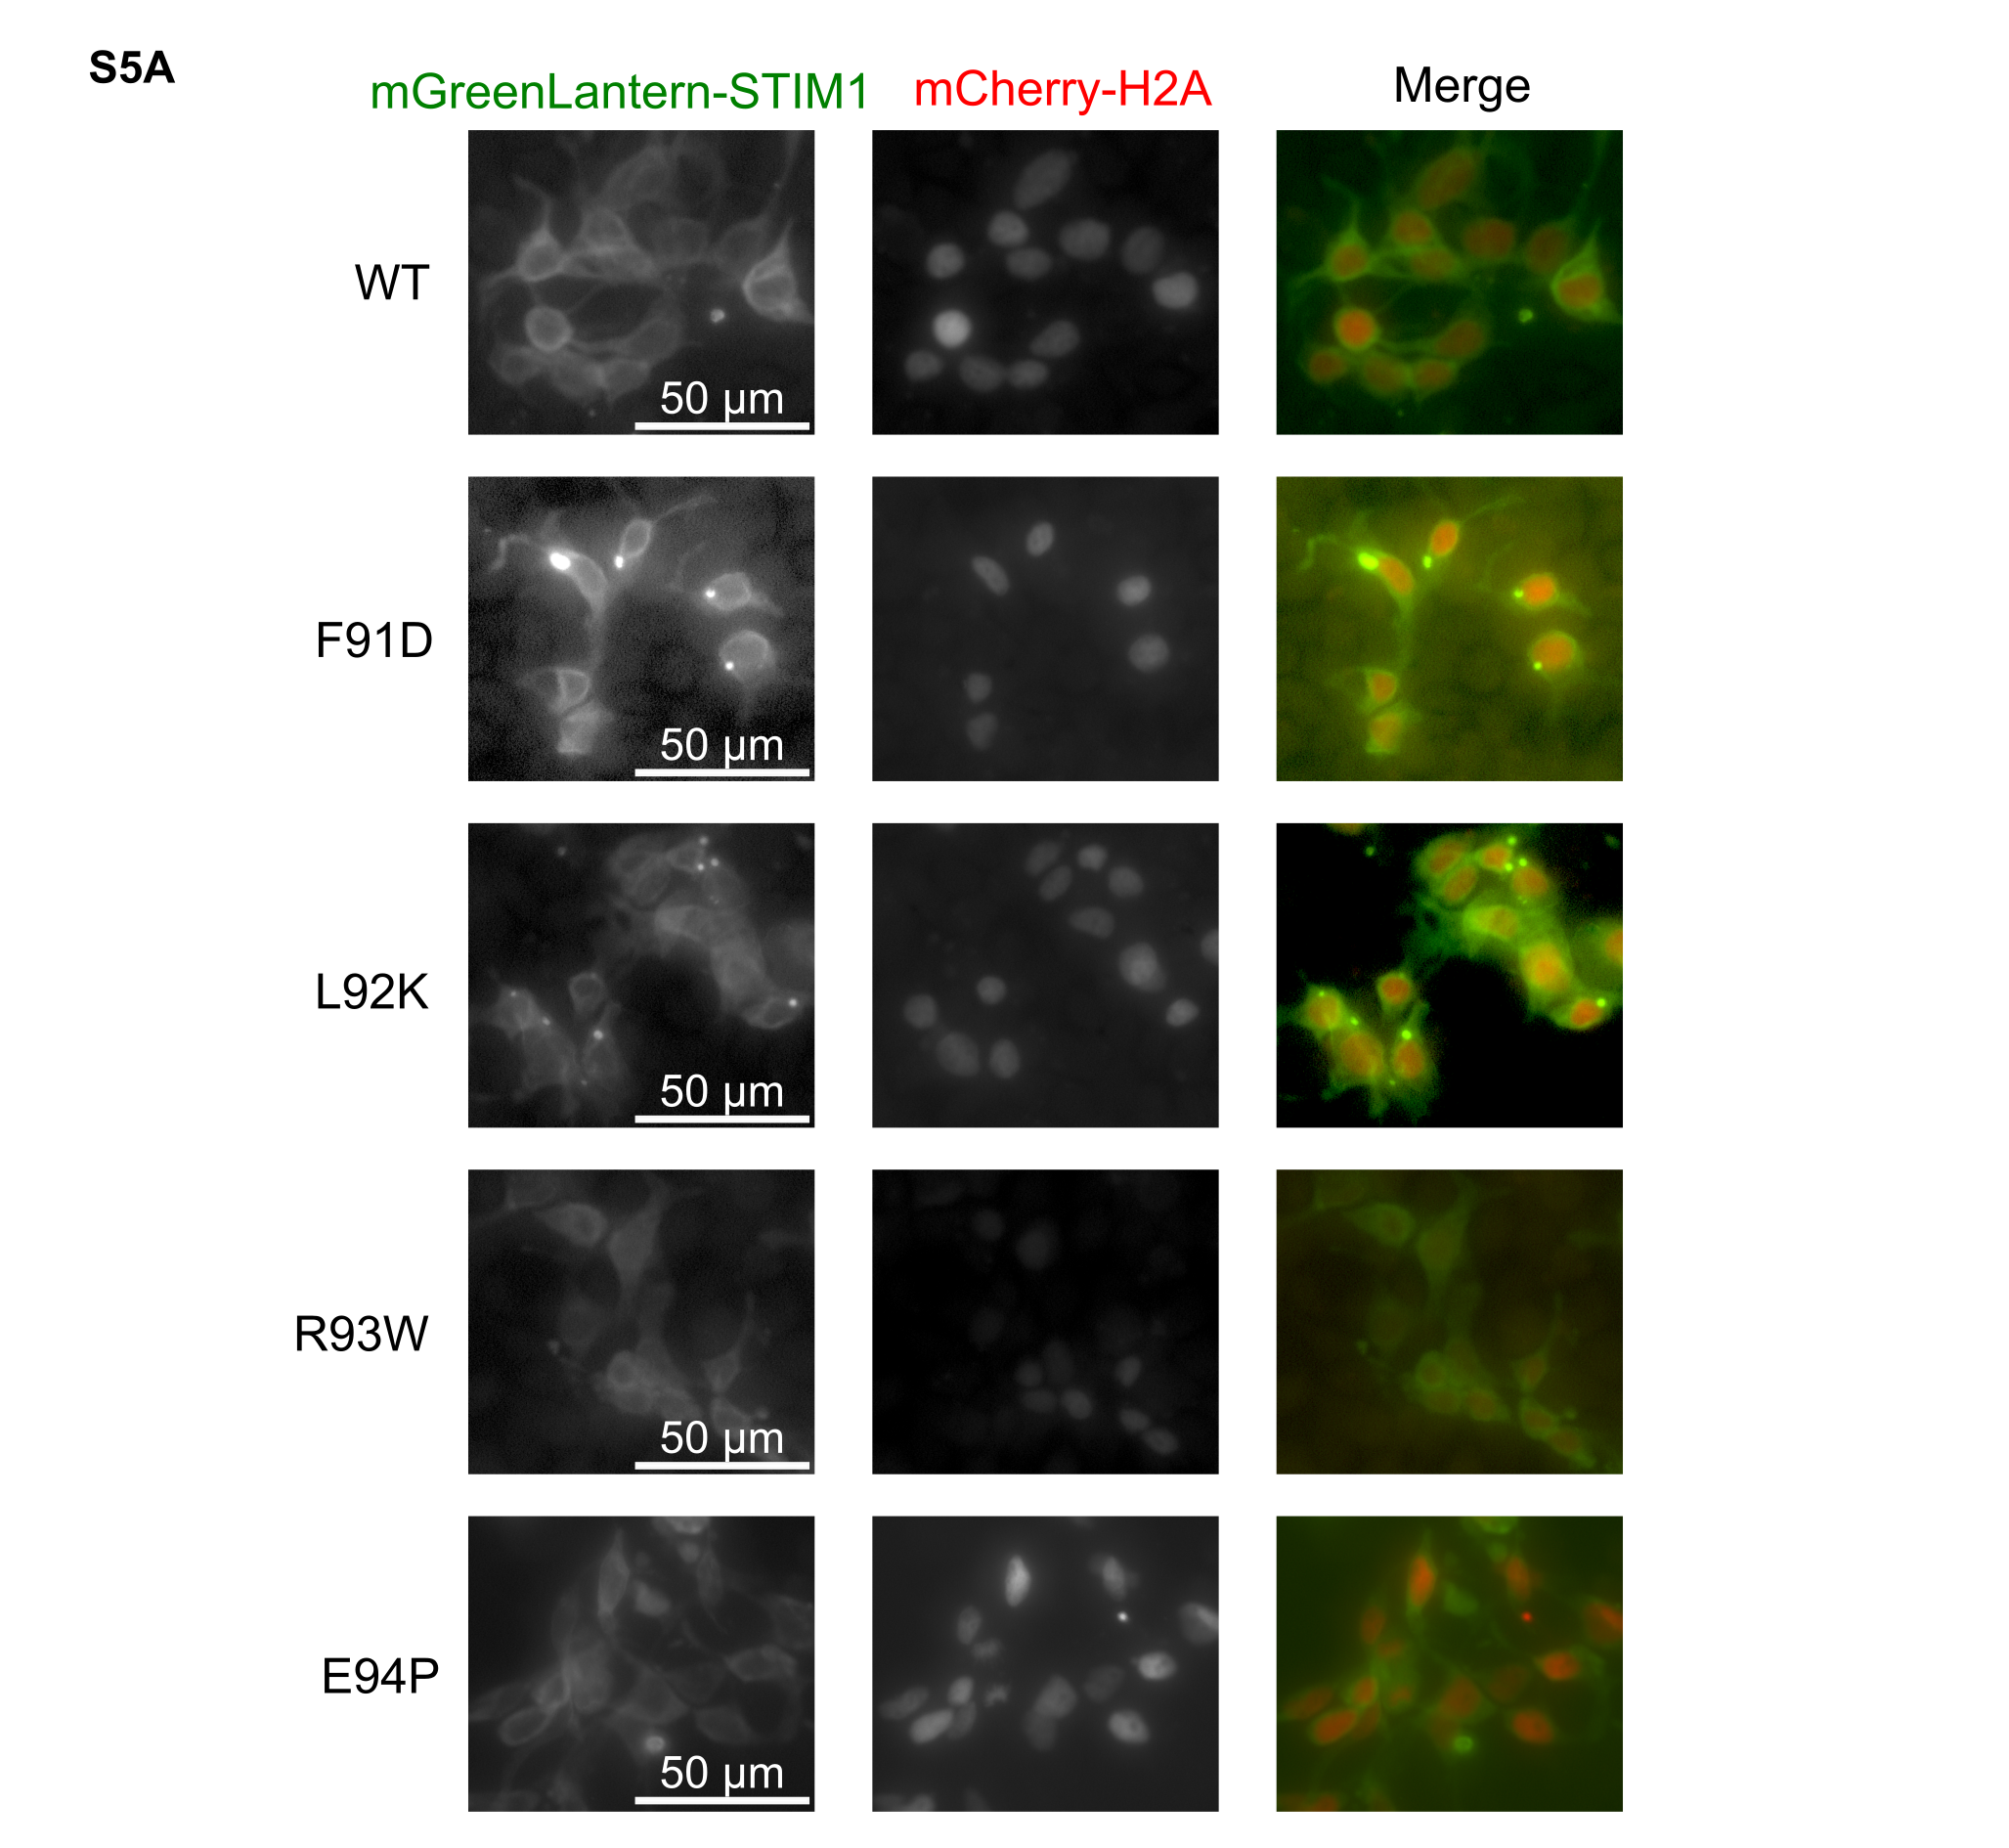 S5A
mGreenLantern-STIM1 mCherry-H2A Merge
WT
50 µm
F91D
50 µm
L92K
50 µm
R93W
50 µm
E94P
50 µm